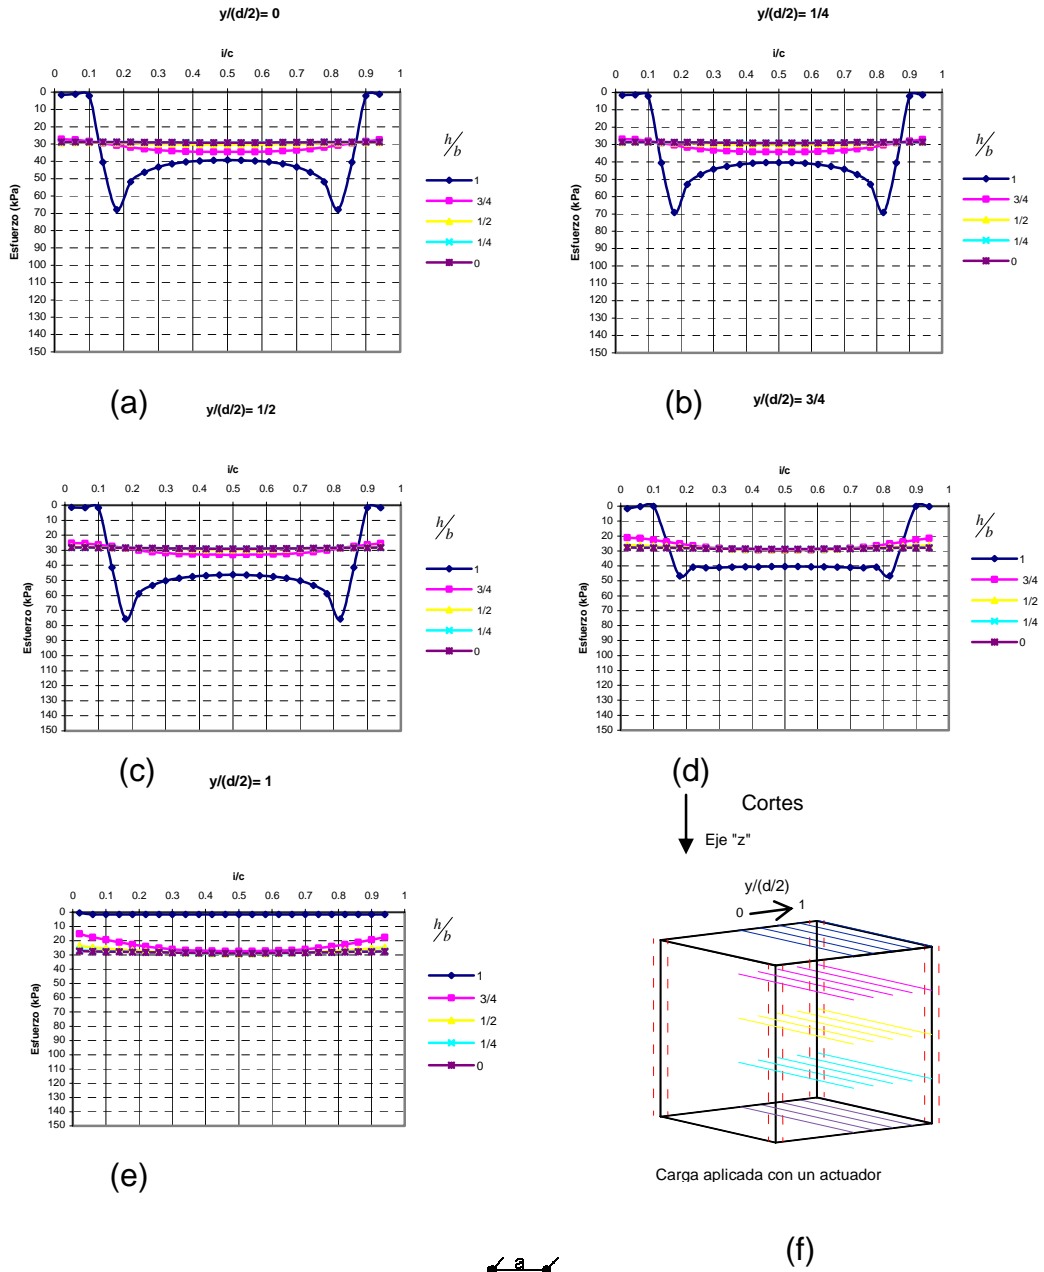 y/(d/2)= 0
i/c
0 0.1 0.2 0.3 0.4 0.5 0.6 0.7 0.8 0.9 1
0
10
20
30
40
50
60
70
80
90
100
110
120
130
140
150
Esfuerzo (kPa)
h/b
1
3/4
1/2
1/4
0
(a)
y/(d/2)= 1/4
i/c
0 0.1 0.2 0.3 0.4 0.5 0.6 0.7 0.8 0.9 1
0
10
20
30
40
50
60
70
80
90
100
110
120
130
140
150
Esfuerzo (kPa)
h/b
1
3/4
1/2
1/4
0
(b)
y/(d/2)= 1/2
i/c
0 0.1 0.2 0.3 0.4 0.5 0.6 0.7 0.8 0.9 1
0
10
20
30
40
50
60
70
80
90
100
110
120
130
140
150
Esfuerzo (kPa)
h/b
1
3/4
1/2
1/4
0
(c)
y/(d/2)= 3/4
i/c
0 0.1 0.2 0.3 0.4 0.5 0.6 0.7 0.8 0.9 1
0
10
20
30
40
50
60
70
80
90
100
110
120
130
140
150
Esfuerzo (kPa)
h/b
1
3/4
1/2
1/4
0
(d)
y/(d/2)= 1
i/c
0 0.1 0.2 0.3 0.4 0.5 0.6 0.7 0.8 0.9 1
0
10
20
30
40
50
60
70
80
90
100
110
120
130
140
150
Esfuerzo (kPa)
h/b
1
3/4
1/2
1/4
0
(e)
Cortes
Eje "z"
y/(d/2)
0 1
Carga aplicada con un actuador
(f)
a